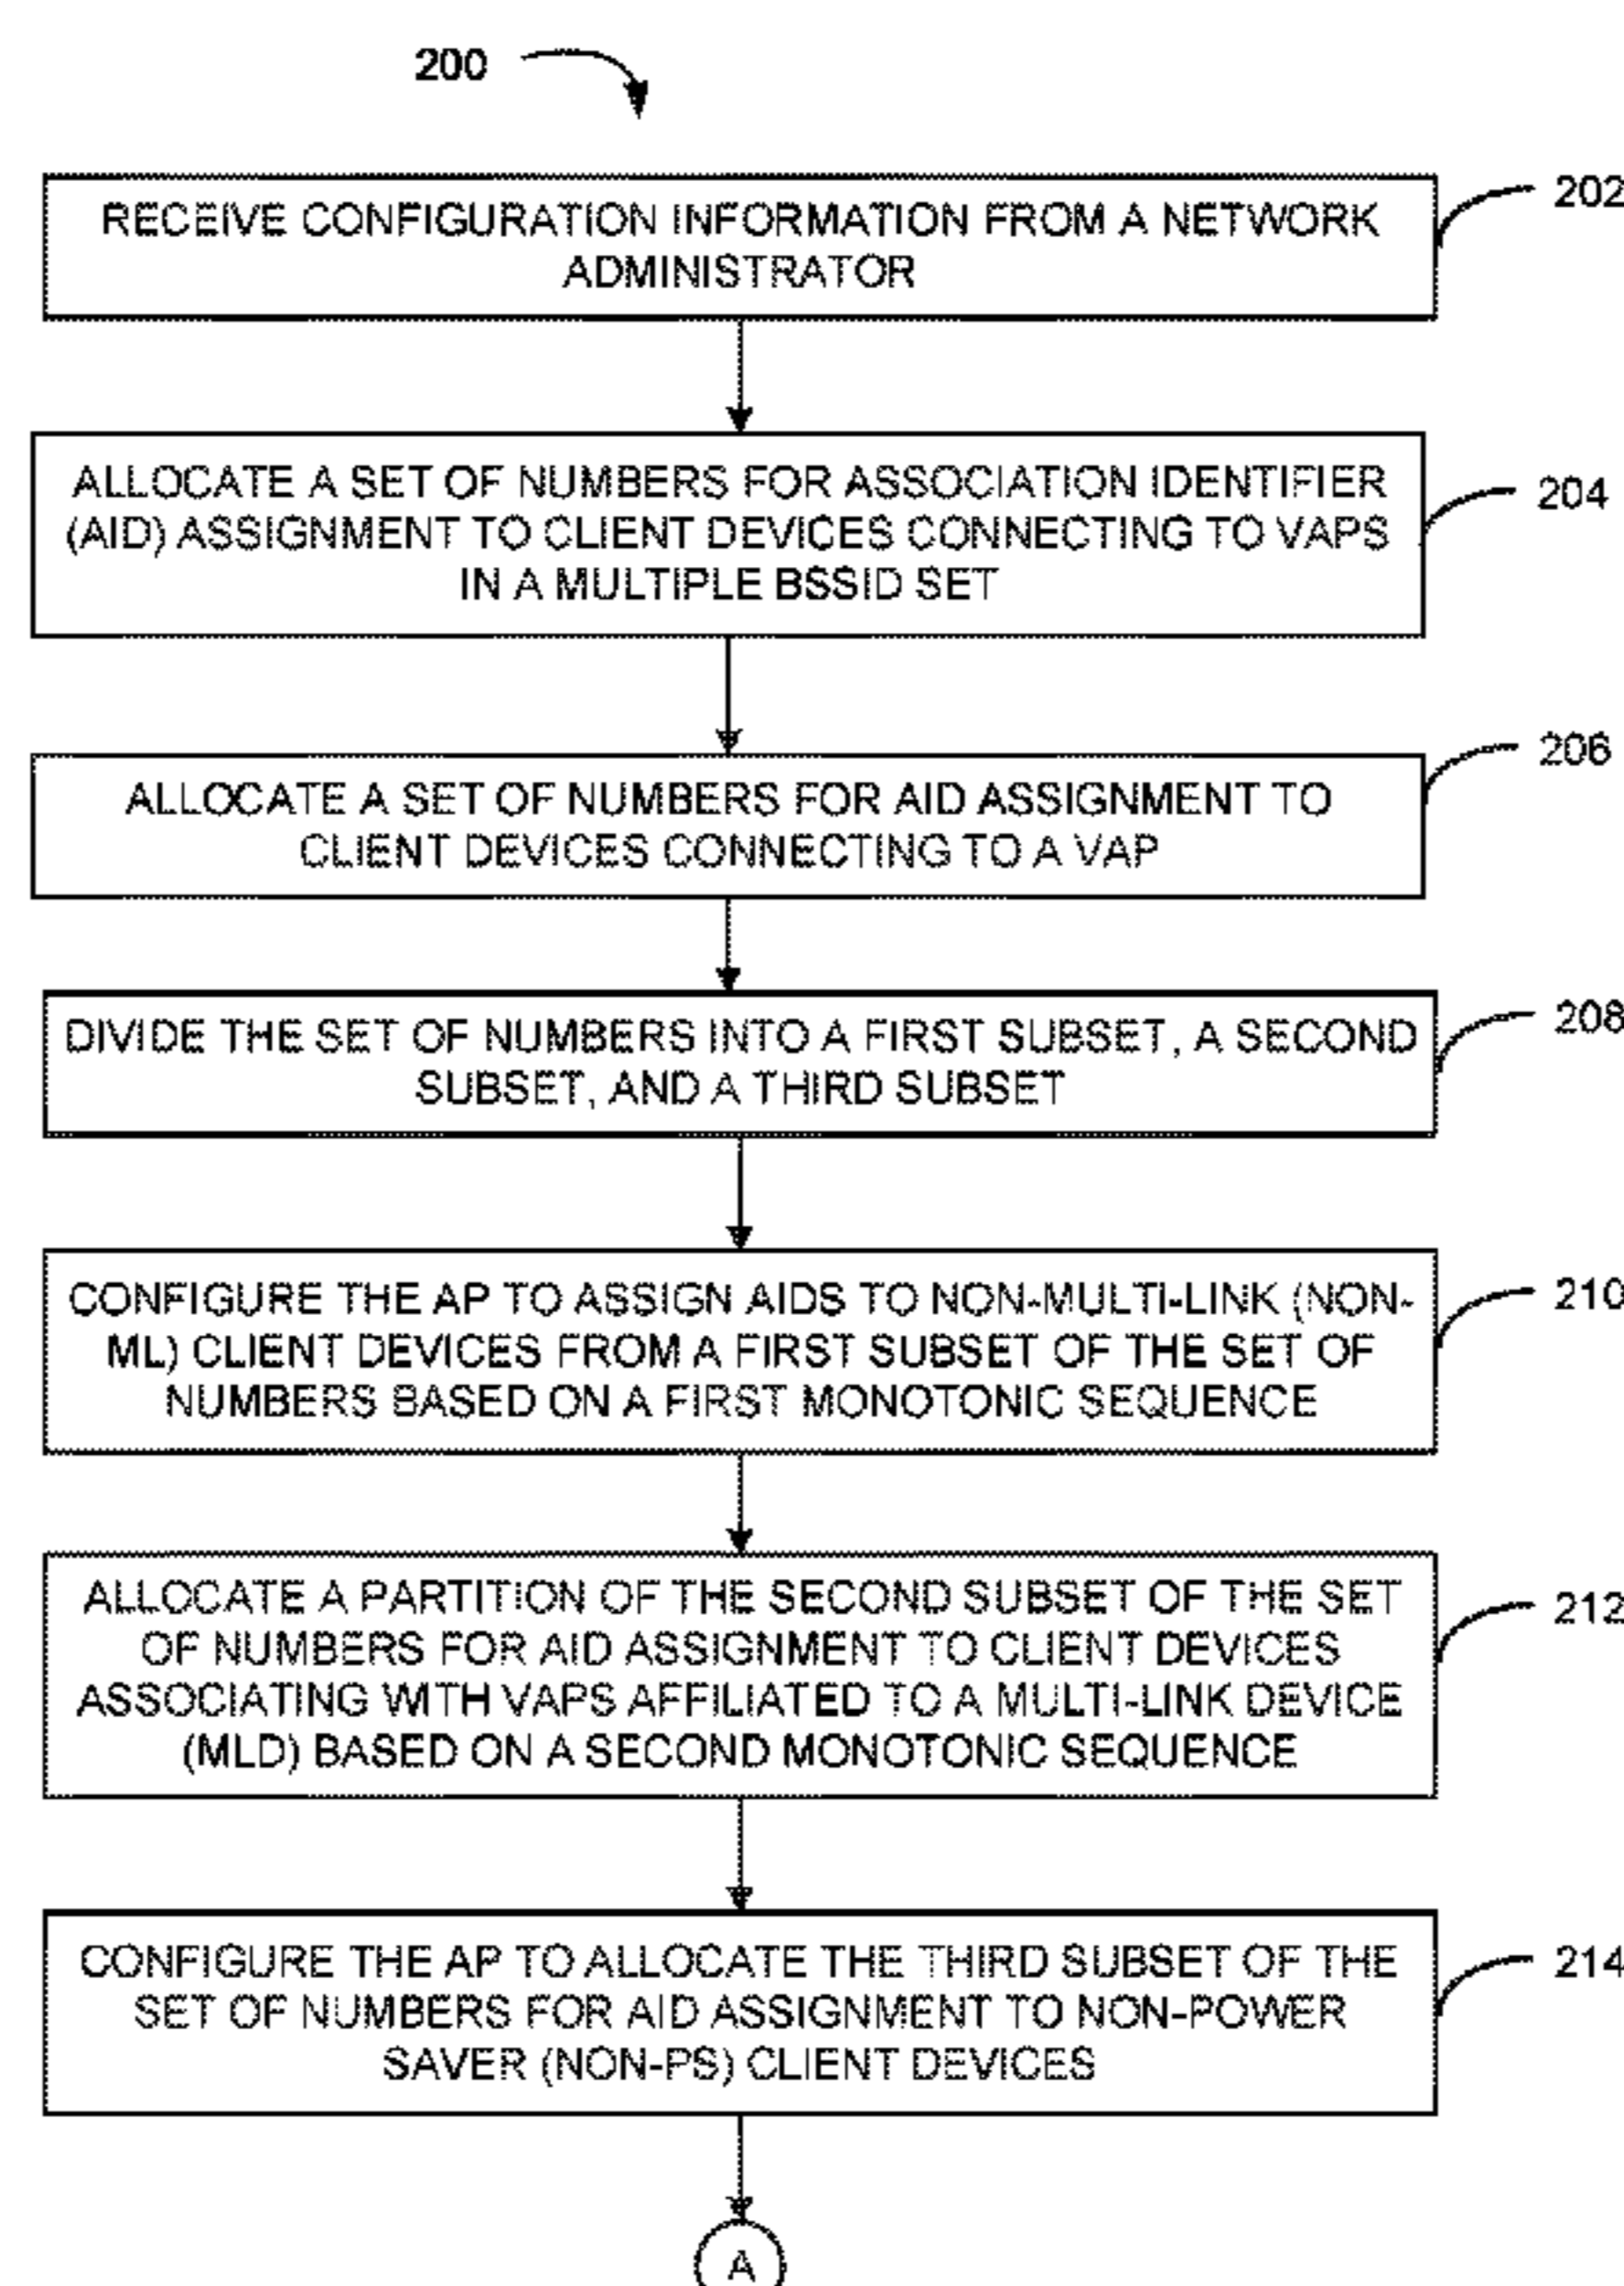 200
RECEIVE CONFIGURATION INFORMATION FROM A NETWORK
ADMINISTRATOR
202
ALLOCATE A SET OF NUMBERS FOR ASSOCIATION IDENTIFIER
(AID) ASSIGNMENT TO CLIENT DEVICES CONNECTING TO VAPS
IN A MULTIPLE BSSID SET
204
ALLOCATE A SET OF NUMBERS FOR AID ASSIGNMENT TO
CLIENT DEVICES CONNECTING TO A VAP
206
DIVIDE THE SET OF NUMBERS INTO A FIRST SUBSET, A SECOND
SUBSET, AND A THIRD SUBSET
208
CONFIGURE THE AP TO ASSIGN AIDS TO NON-MULTI-LINK (NON-
ML) CLIENT DEVICES FROM A FIRST SUBSET OF THE SET OF
NUMBERS BASED ON A FIRST MONOTONIC SEQUENCE
210
ALLOCATE A PARTITION OF THE SECOND SUBSET OF THE SET
OF NUMBERS FOR AID ASSIGNMENT TO CLIENT DEVICES
ASSOCIATING WITH VAPS AFFILIATED TO A MULTI-LINK DEVICE
(MLD) BASED ON A SECOND MONOTONIC SEQUENCE
212
CONFIGURE THE AP TO ALLOCATE THE THIRD SUBSET OF THE
SET OF NUMBERS FOR AID ASSIGNMENT TO NON-POWER
SAVER (NON-PS) CLIENT DEVICES
214
A